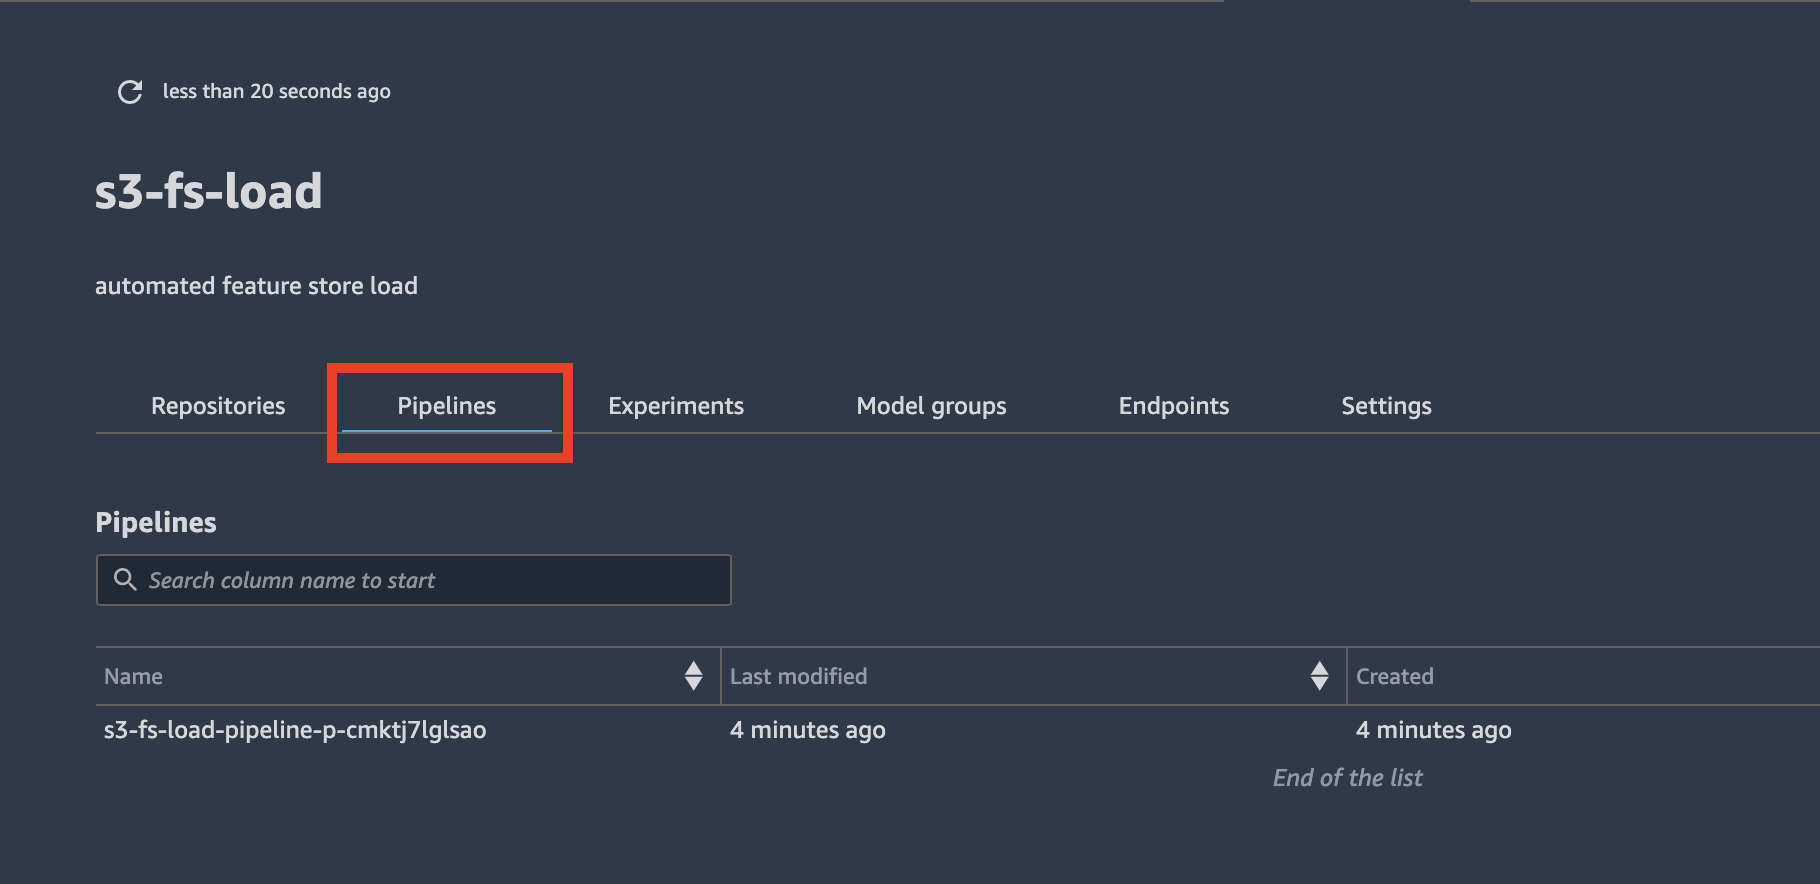 less than 20 seconds ago
s3-fs-load
automated feature store load
Repositories Pipelines Experiments Model groups Endpoints Settings
Pipelines
Search column name to start
Name Last modified Created
s3-fs-load-pipeline-p-cmktj7lglsao 4 minutes ago 4 minutes ago
End of the list